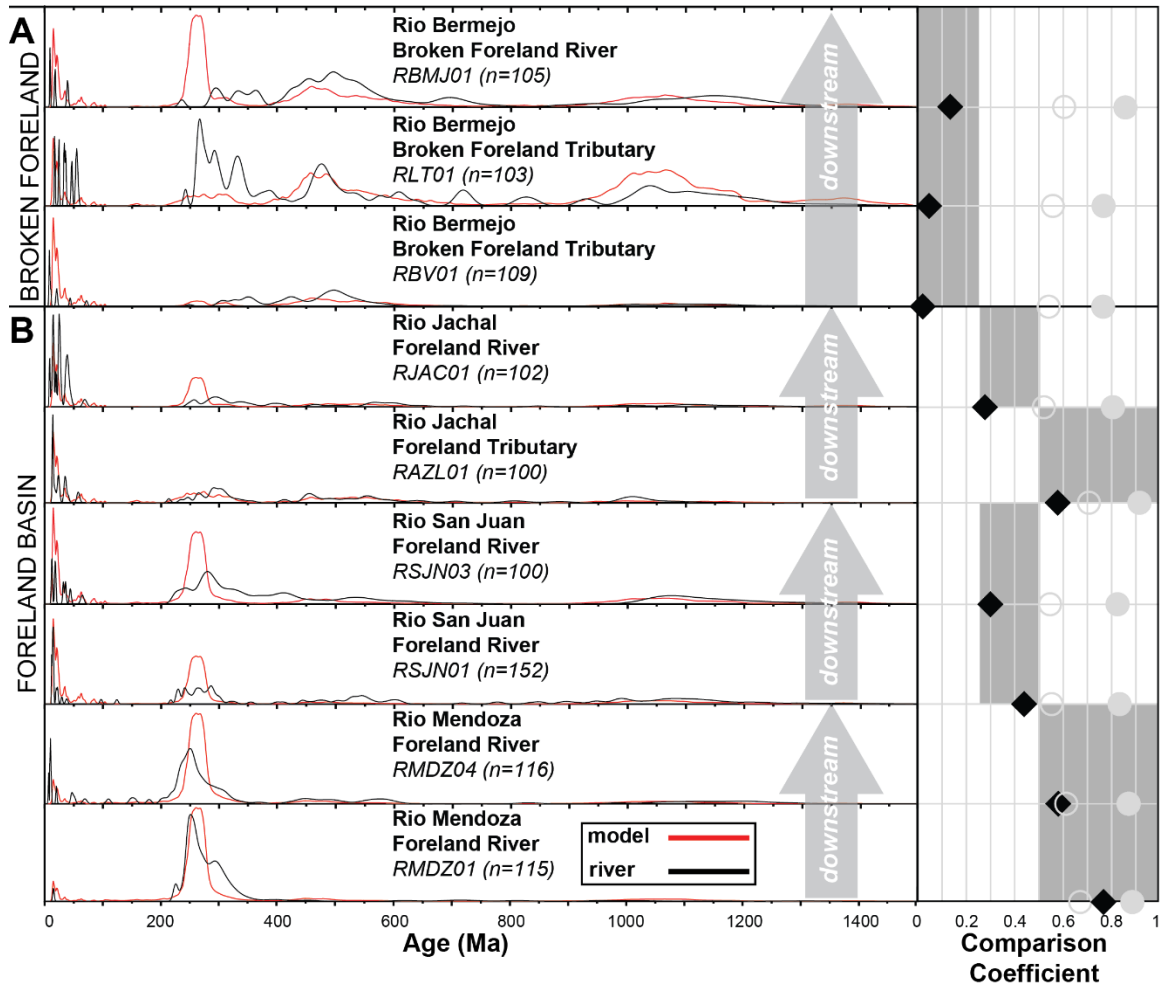 A
BROKEN FORELAND
Rio Bermejo
Broken Foreland River
RBMJ01 (n=105)
downstream
Rio Bermejo
Broken Foreland Tributary
RLT01 (n=103)
Rio Bermejo
Broken Foreland Tributary
RBV01 (n=109)
B
FORELAND BASIN
Rio Jachal
Foreland River
RJAC01 (n=102)
downstream
Rio Jachal
Foreland Tributary
RAZL01 (n=100)
Rio San Juan
Foreland River
RSJN03 (n=100)
downstream
Rio San Juan
Foreland River
RSJN01 (n=152)
Rio Mendoza
Foreland River
RMDZ04 (n=116)
downstream
Rio Mendoza
Foreland River
RMDZ01 (n=115)
model
river
0 200 400 600 800 1000 1200 1400
Age (Ma)
0 0.2 0.4 0.6 0.8 1
Comparison
Coefficient